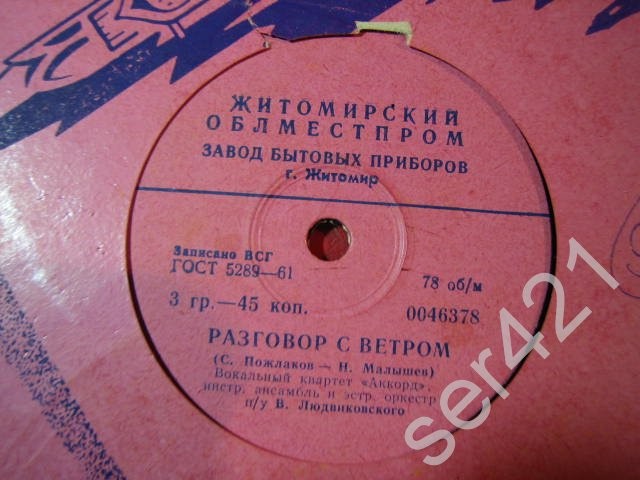 ЖИТОМИРСКИЙ
ОБЛМЕСТПРОМ
ЗАВОД БЫТОВЫХ ПРИБОРОВ
г. Житомир
Записано ВСГ
ГОСТ 5289—61
78 об/м
3 гр.—45 коп.
0046378
РАЗГОВОР С ВЕТРОМ
(С. Пожлаков — Н. Малышев)
Вокальный квартет «Аккорд»,
инстр. ансамбль и эстр. оркестр
п/у В. Людвиковского
ser421